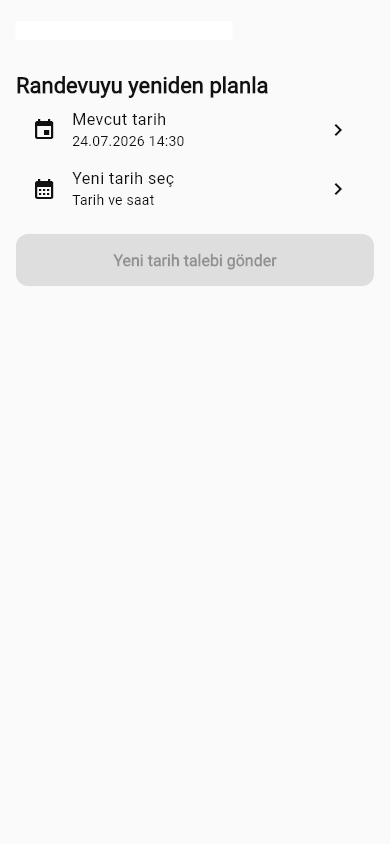 Randevuyu yeniden planla
Mevcut tarih
24.07.2026 14:30
Yeni tarih seç
Tarih ve saat
Yeni tarih talebi gönder